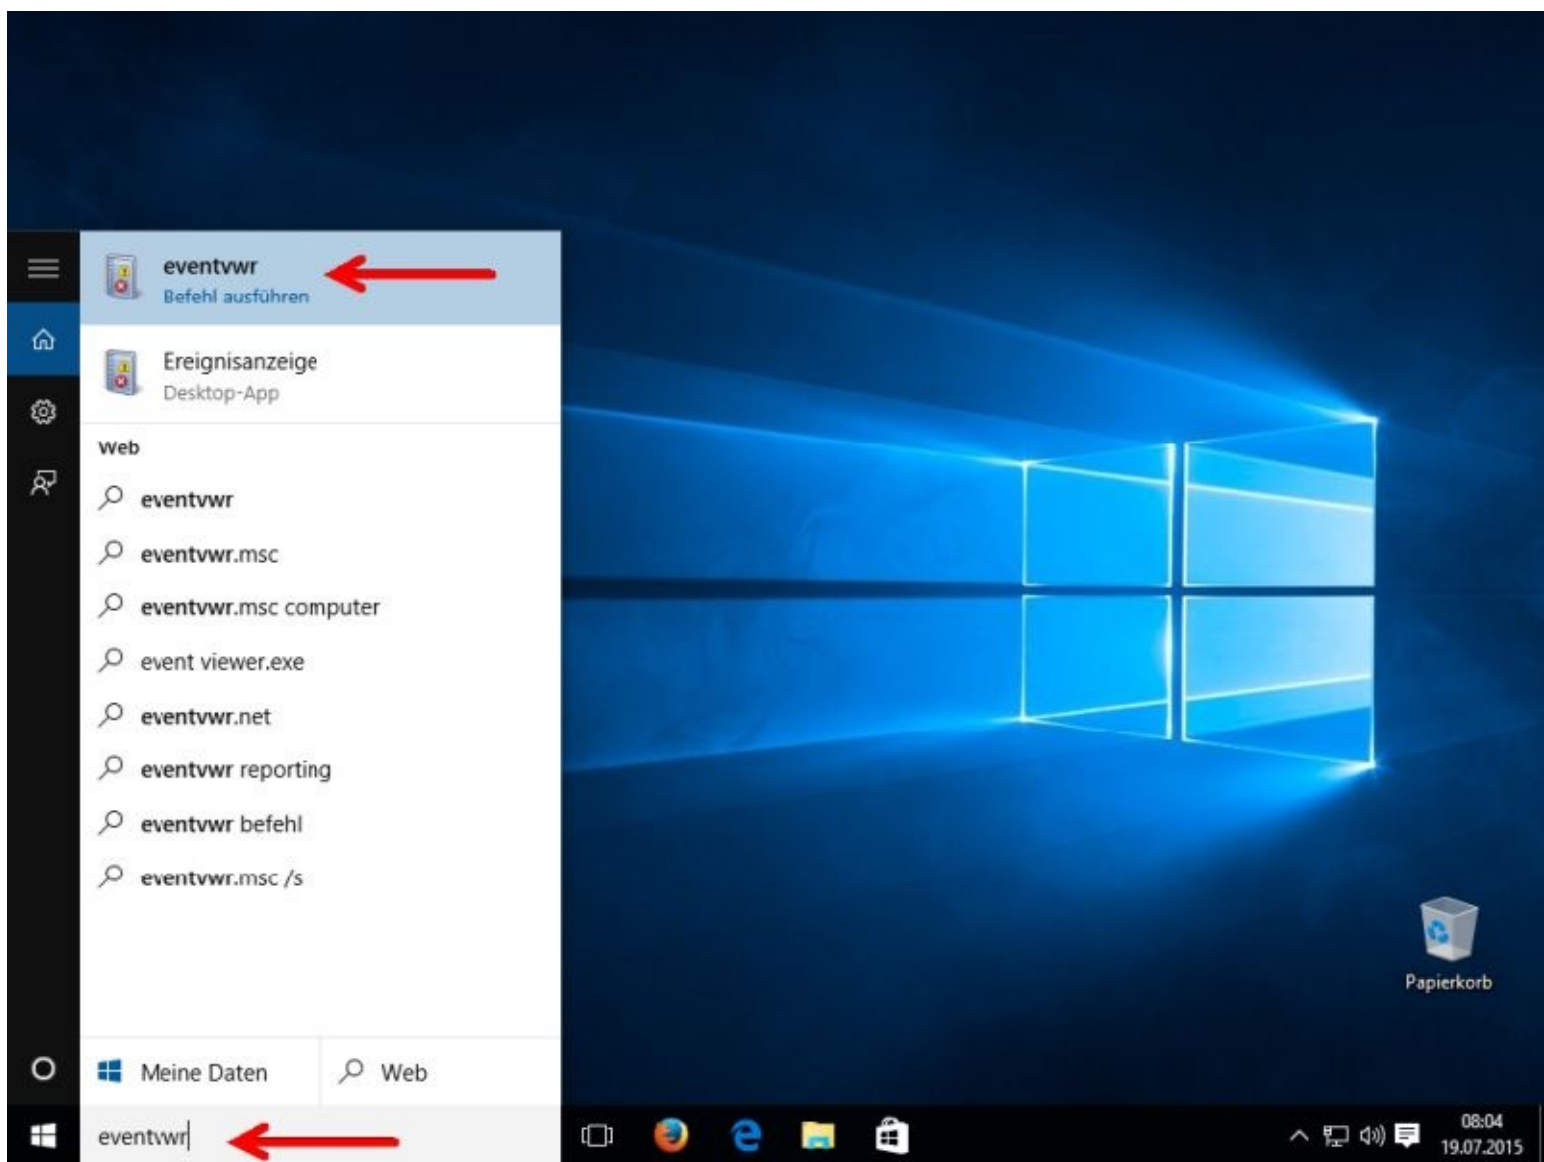 eventvwr
Befehl ausführen
Ereignisanzeige
Desktop-App
Web
eventvwr
eventvwr.msc
eventvwr.msc computer
event viewer.exe
eventvwr.net
eventvwr reporting
eventvwr befehl
eventvwr.msc /s
Papierkorb
Meine Daten
Web
eventvwr
08:04
19.07.2015